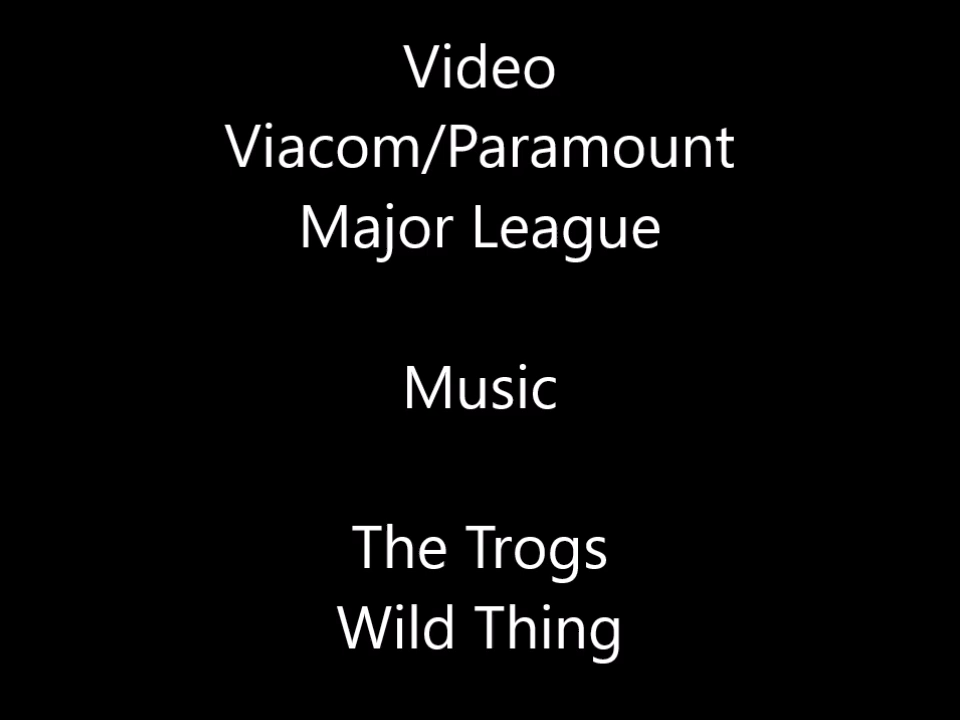 Video
Viacom/Paramount
Major League
Music
The Trogs
Wild Thing